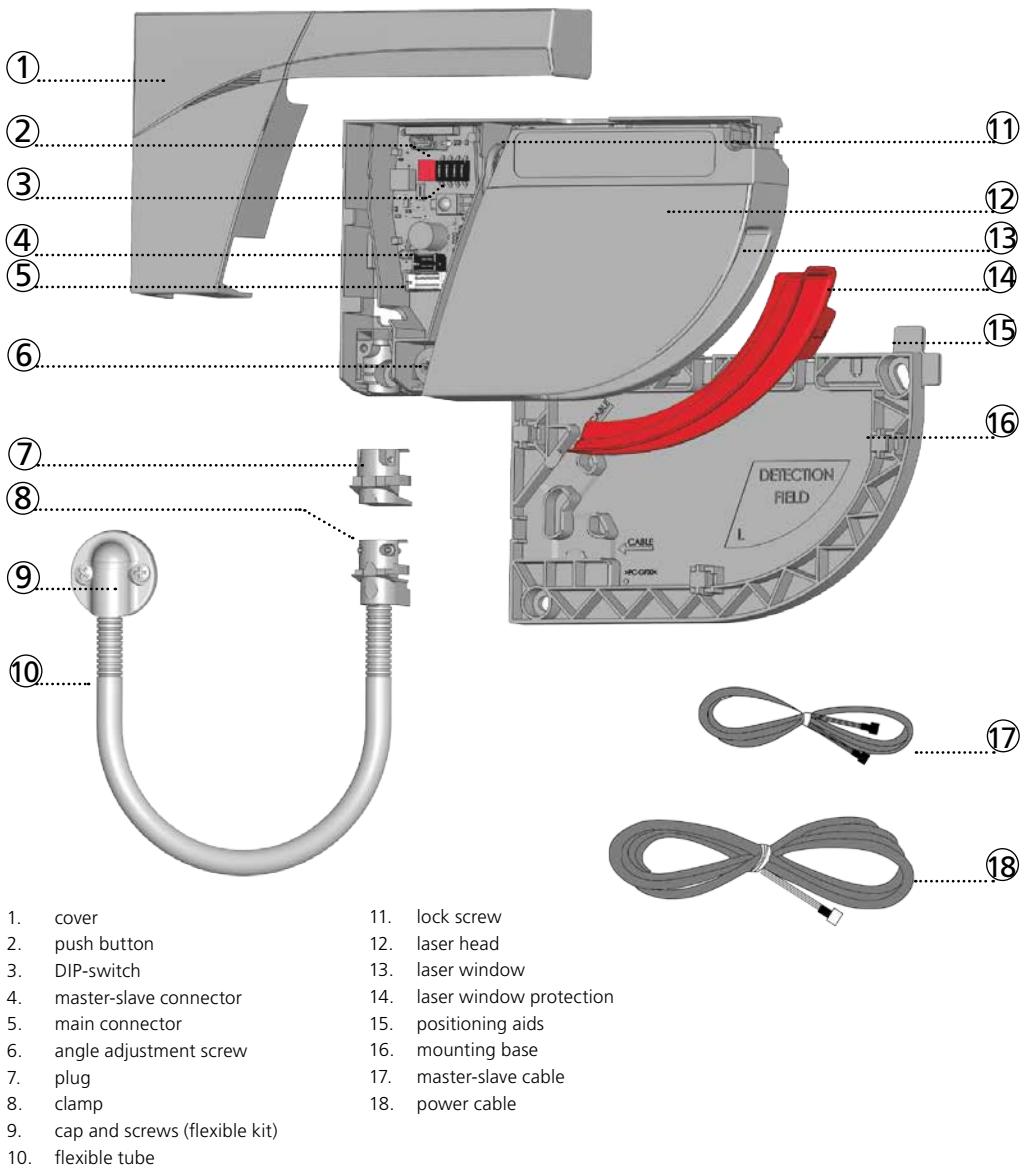 1
2
3
4
5
6
7
8
9
10
11
12
13
14
15
16
17
18
CABLE
DETECTION
FIELD
L
CABLE
>PC-GF30<
1. cover
2. push button
3. DIP-switch
4. master-slave connector
5. main connector
6. angle adjustment screw
7. plug
8. clamp
9. cap and screws (flexible kit)
10. flexible tube
11. lock screw
12. laser head
13. laser window
14. laser window protection
15. positioning aids
16. mounting base
17. master-slave cable
18. power cable